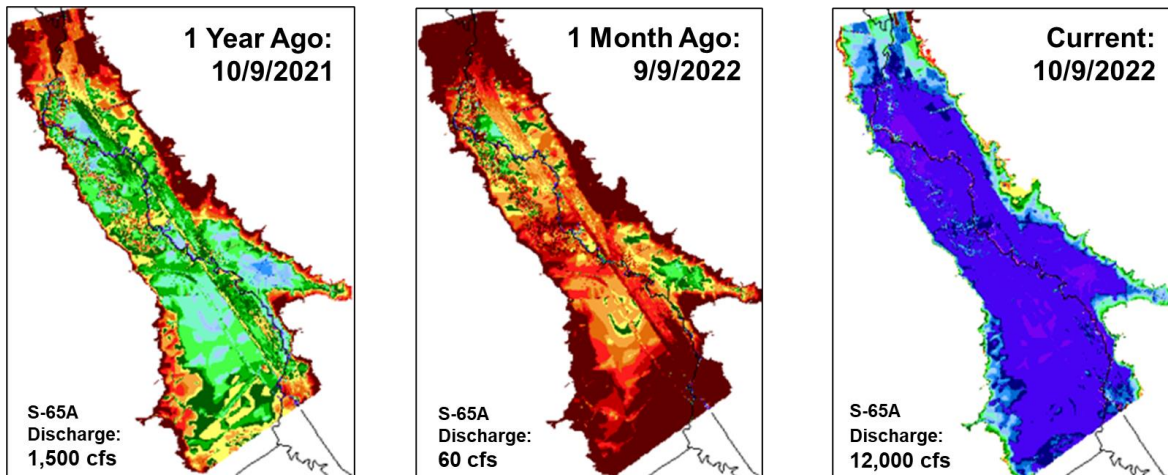 1 Year Ago:
10/9/2021
S-65A
Discharge:
1,500 cfs
1 Month Ago:
9/9/2022
S-65A
Discharge:
60 cfs
Current:
10/9/2022
S-65A
Discharge:
12,000 cfs